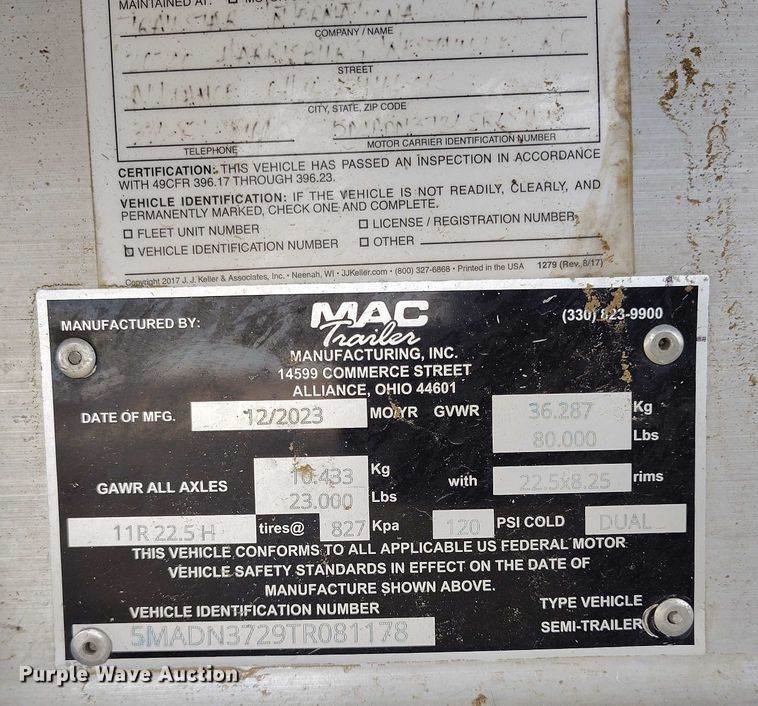 MAINTAINED AT:
COMPANY / NAME
STREET
CITY, STATE, ZIP CODE
TELEPHONE MOTOR CARRIER IDENTIFICATION NUMBER
CERTIFICATION: THIS VEHICLE HAS PASSED AN INSPECTION IN ACCORDANCE
WITH 49CFR 396.17 THROUGH 396.23.
VEHICLE IDENTIFICATION: IF THE VEHICLE IS NOT READILY, CLEARLY, AND
PERMANENTLY MARKED, CHECK ONE AND COMPLETE.
☐ FLEET UNIT NUMBER ☐ LICENSE / REGISTRATION NUMBER
☐ VEHICLE IDENTIFICATION NUMBER ☐ OTHER
Copyright 2017 J. J. Keller & Associates, Inc. • Neenah, WI • JJKeller.com • (800) 327-6868 • Printed in the USA 1279 (Rev. 8/17)
MANUFACTURED BY: MAC (330) 823-9900
Trailer
MANUFACTURING, INC.
14599 COMMERCE STREET
ALLIANCE, OHIO 44601
DATE OF MFG. 12/2023 MO/YR GVWR 36.287 Kg
80.000 Lbs
GAWR ALL AXLES 10.433 Kg with 22.5x8.25 rims
23.000 Lbs
11R 22.5 H tires@ 827 Kpa 120 PSI COLD DUAL
THIS VEHICLE CONFORMS TO ALL APPLICABLE US FEDERAL MOTOR
VEHICLE SAFETY STANDARDS IN EFFECT ON THE DATE OF
MANUFACTURE SHOWN ABOVE.
VEHICLE IDENTIFICATION NUMBER TYPE VEHICLE
5MADN3729TR081178 SEMI-TRAILER
Purple Wave Auction